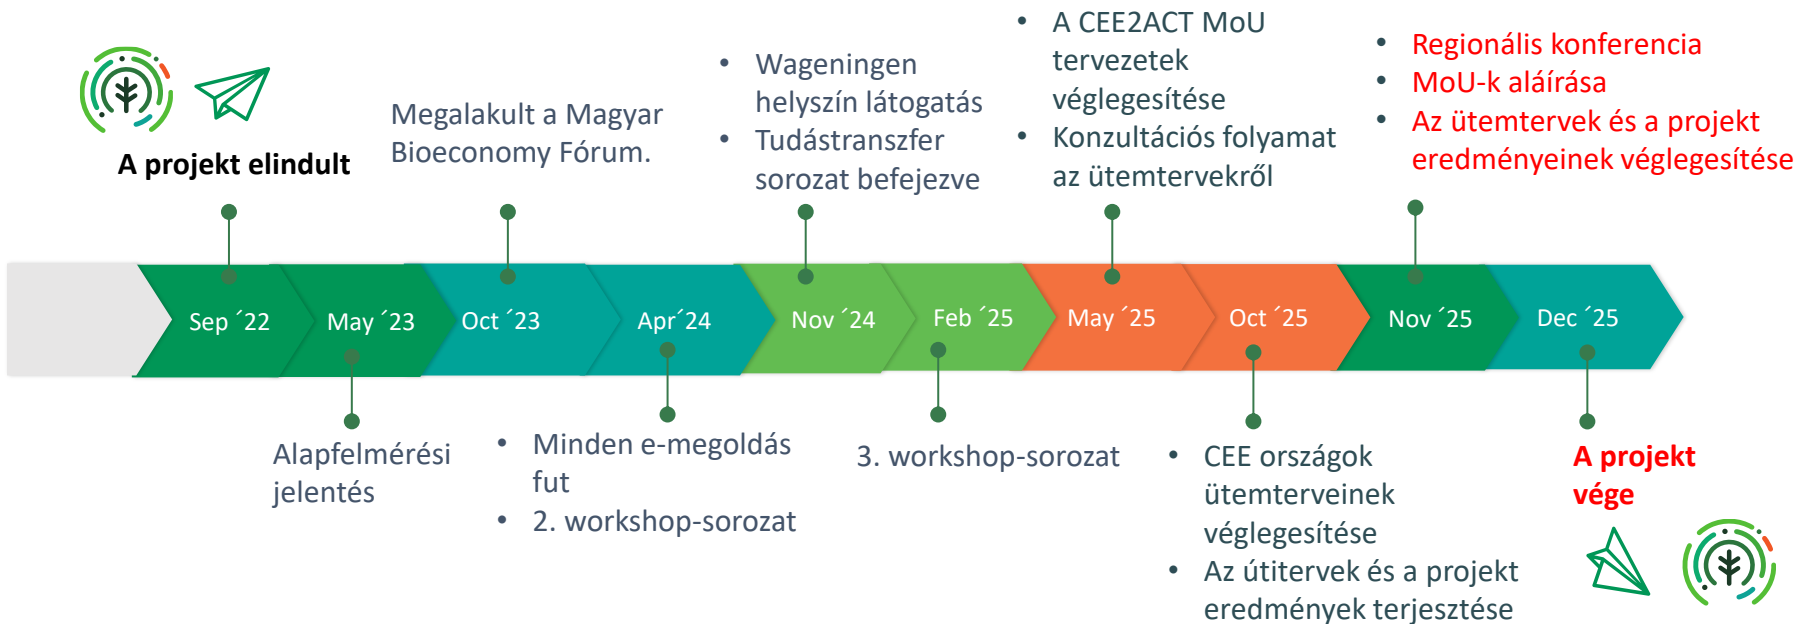 A projekt elindult
Megalakult a Magyar
Bioeconomy Fórum.
• Wageningen
helyszín látogatás
• Tudástranszfer
sorozat befejezve
• A CEE2ACT MoU
tervezetek
véglegesítése
• Konzultációs folyamat
az ütemtervekről
• Regionális konferencia
• MoU-k aláírása
• Az ütemtervek és a projekt
eredményeinek véglegesítése
Sep ´22
May ´23
Oct ´23
Apr´24
Nov ´24
Feb ´25
May ´25
Oct ´25
Nov ´25
Dec ´25
Alapfelmérési
jelentés
• Minden e-megoldás
fut
• 2. workshop-sorozat
3. workshop-sorozat
• CEE országok
ütemterveinek
véglegesítése
• Az útitervek és a projekt
eredmények terjesztése
A projekt
vége